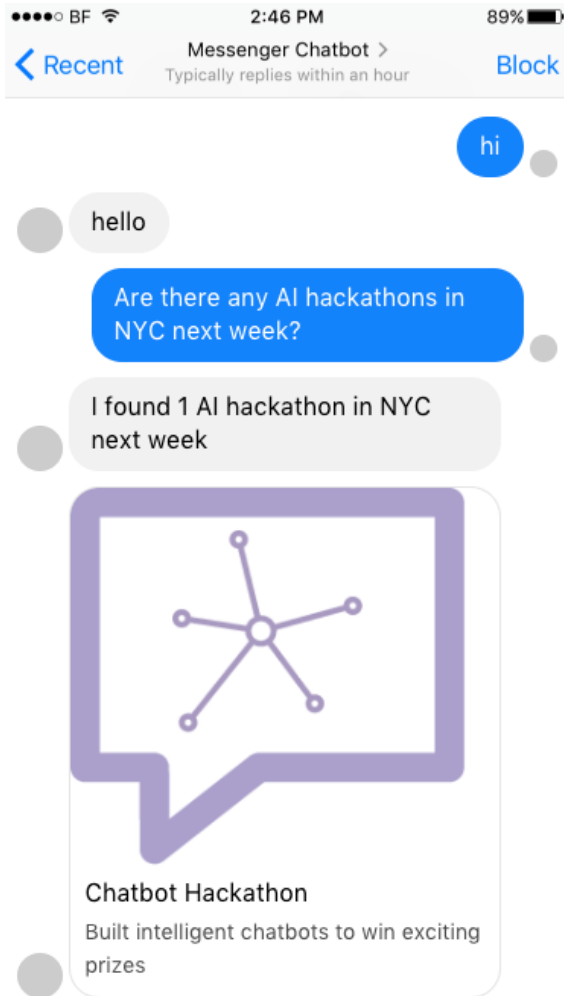 BF 2:46 PM 89%
Recent Messenger Chatbot Block
Typically replies within an hour
hi
hello
Are there any AI hackathons in
NYC next week?
I found 1 AI hackathon in NYC
next week
Chatbot Hackathon
Built intelligent chatbots to win exciting
prizes